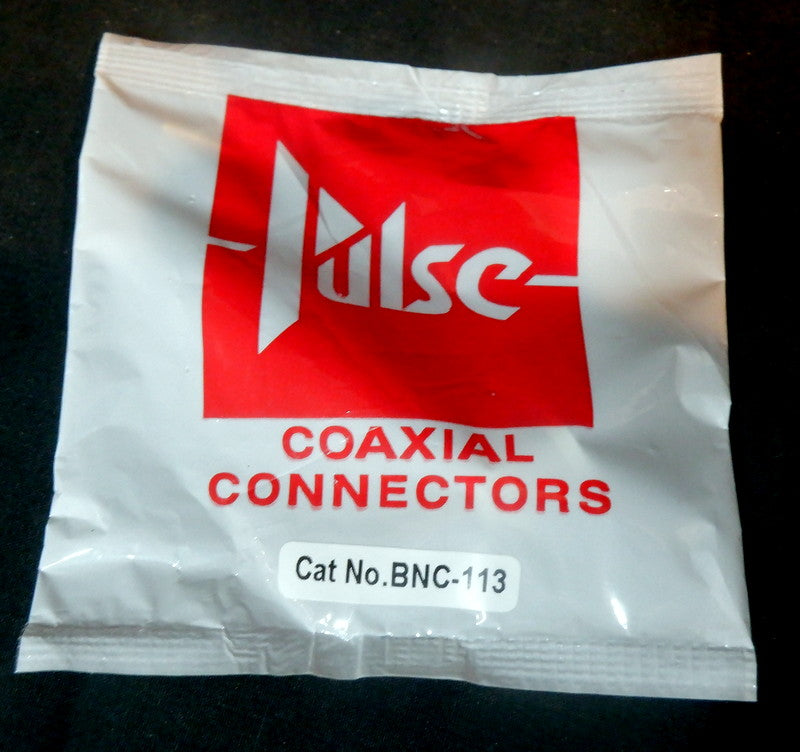 Pulse
COAXIAL
CONNECTORS
Cat No.BNC-113